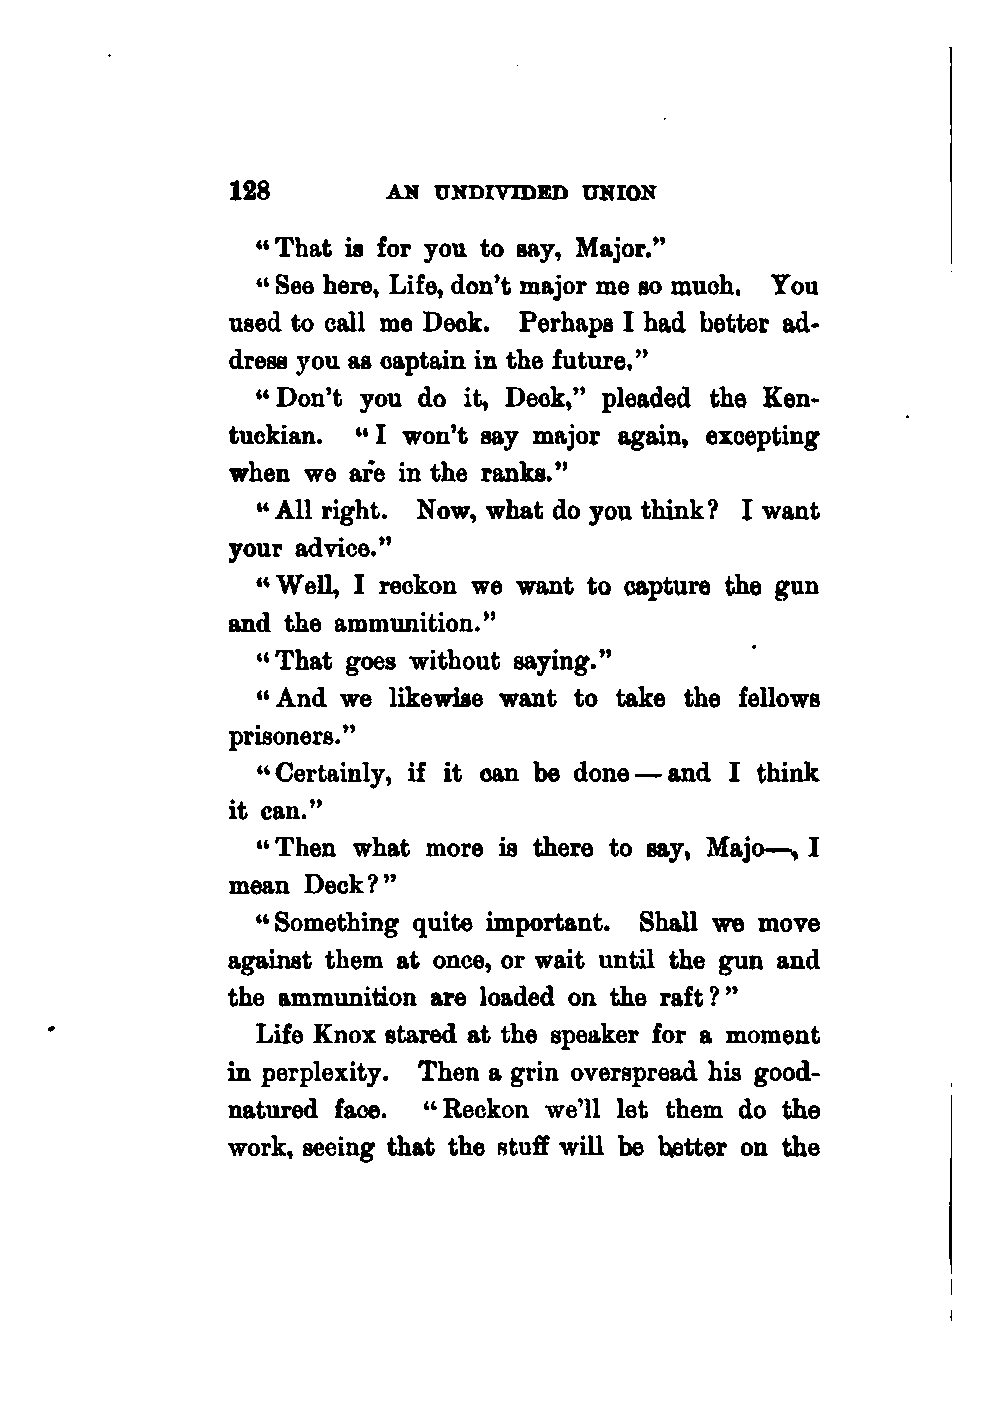 128 AN UNDIVIDED UNION
"That is for you to say, Major."
"See here, Life, don't major me so much. You
used to call me Deck. Perhaps I had better ad-
dress you as captain in the future."
"Don't you do it, Deck," pleaded the Ken-
tuckian. "I won't say major again, excepting
when we are in the ranks."
"All right. Now, what do you think? I want
your advice."
"Well, I reckon we want to capture the gun
and the ammunition."
"That goes without saying."
"And we likewise want to take the fellows
prisoners."
"Certainly, if it can be done—and I think
it can."
"Then what more is there to say, Majo—, I
mean Deck?"
"Something quite important. Shall we move
against them at once, or wait until the gun and
the ammunition are loaded on the raft?"
Life Knox stared at the speaker for a moment
in perplexity. Then a grin overspread his good-
natured face. "Reckon we'll let them do the
work, seeing that the stuff will be better on the